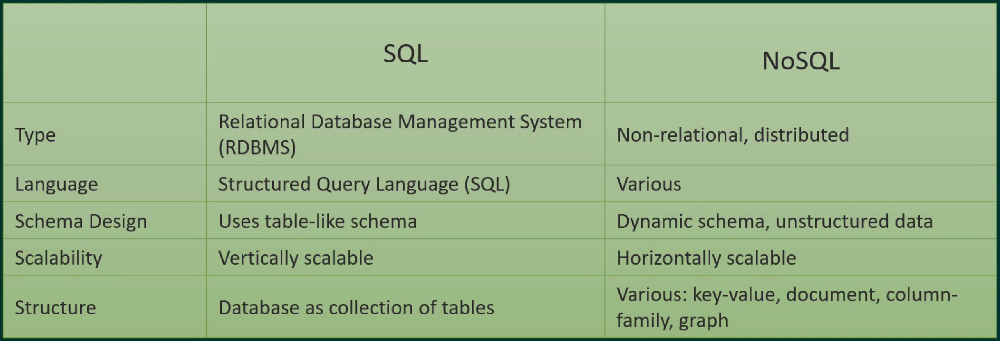 SQL
NoSQL
Type
Relational Database Management System
(RDBMS)
Non-relational, distributed
Language
Structured Query Language (SQL)
Various
Schema Design
Uses table-like schema
Dynamic schema, unstructured data
Scalability
Vertically scalable
Horizontally scalable
Structure
Database as collection of tables
Various: key-value, document, column-
family, graph